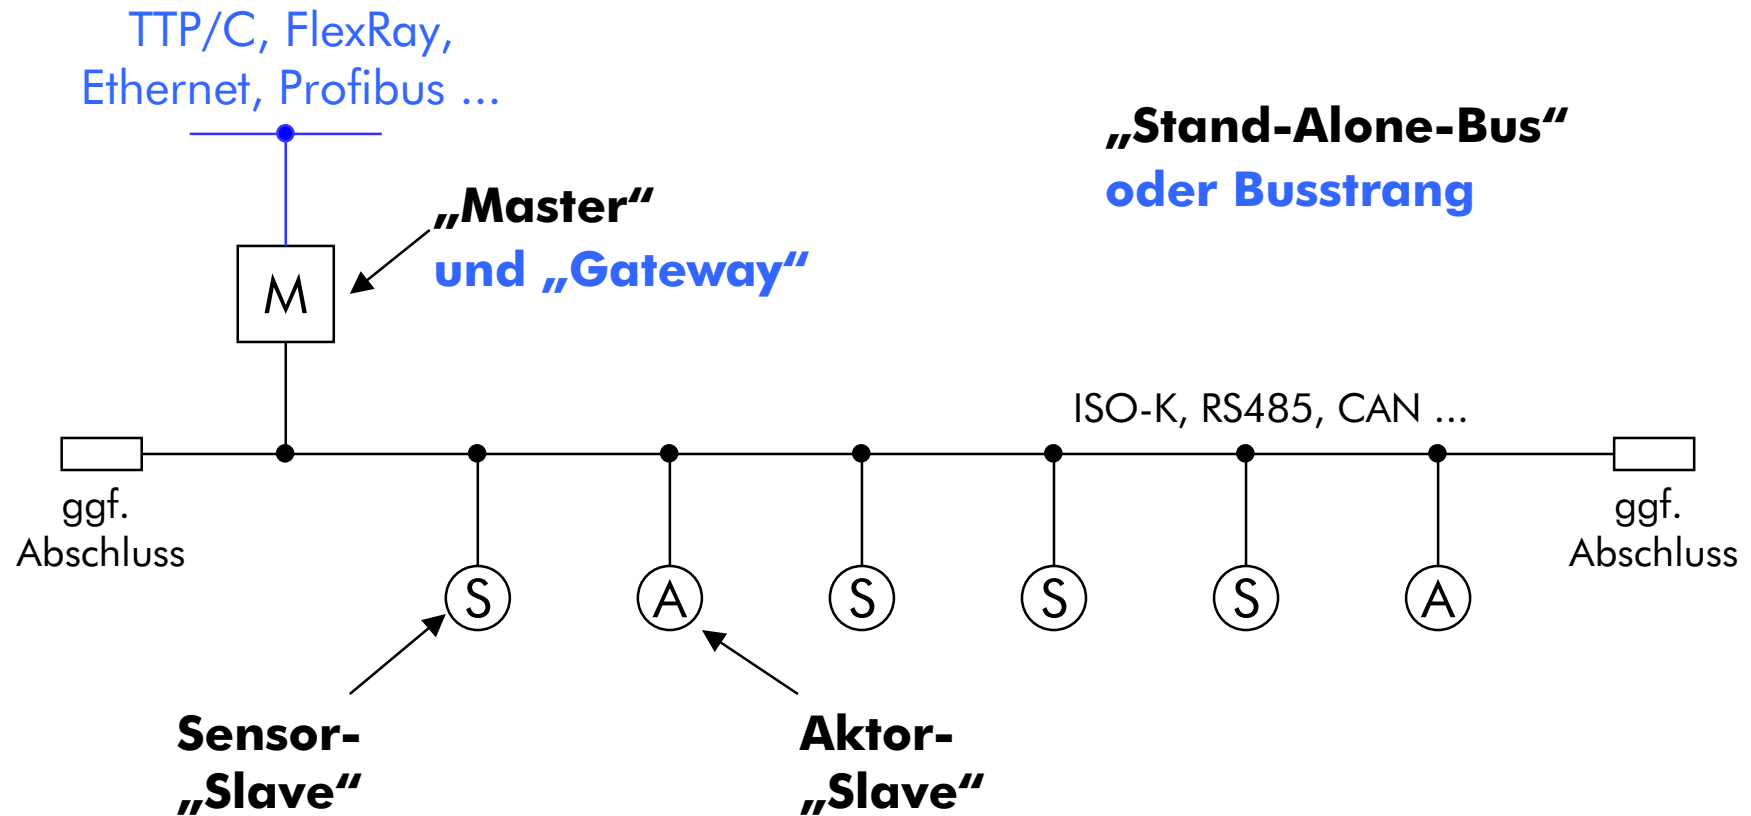 TTP/C, FlexRay,
Ethernet, Profibus ...
„Stand-Alone-Bus“
oder Busstrang
„Master“
und „Gateway“
M
ISO-K, RS485, CAN ...
ggf.
Abschluss
ggf.
Abschluss
S
A
S
S
S
A
Sensor-
„Slave“
Aktor-
„Slave“